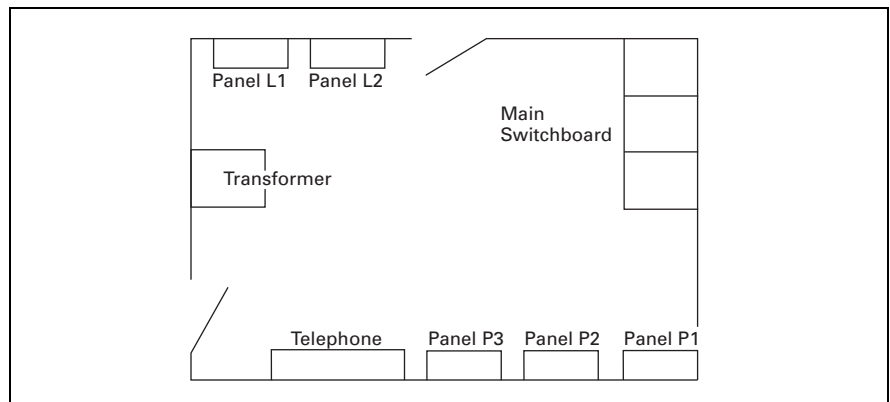 Panel L1
Panel L2
Main
Switchboard
Transformer
Telephone
Panel P3
Panel P2
Panel P1